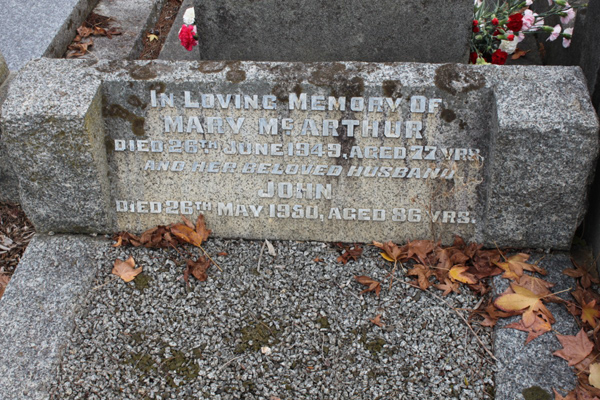 In Loving Memory Of
Mary McArthur
Died 26th June 1949, Aged 77 Yrs.
And Her Beloved Husband
John
Died 26th May 1950, Aged 86 Yrs.